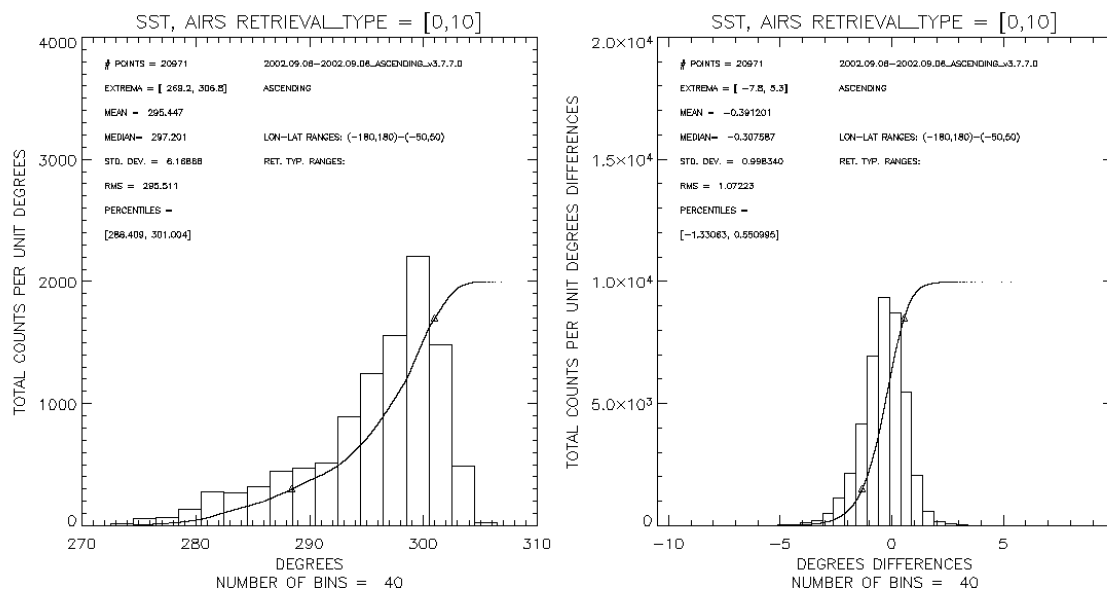 SST, AIRS RETRIEVAL_TYPE = [0,10]
4000
# POINTS = 20971
2002.09.06-2002.09.06_ASCENDING_v3.7.7.0
EXTREMA = [ 269.2, 306.8]
ASCENDING
MEAN = 295.447
MEDIAN= 297.201
LON-LAT RANGES: (-180,180)-(-50,50)
STD. DEV. = 6.16888
RET. TYP. RANGES:
RMS = 295.511
PERCENTILES =
[288.409, 301.004]
3000
2000
1000
0
TOTAL COUNTS PER UNIT DEGREES
270 280 290 300 310
DEGREES
NUMBER OF BINS = 40
SST, AIRS RETRIEVAL_TYPE = [0,10]
2.0×10⁴
# POINTS = 20971
2002.09.06-2002.09.06_ASCENDING_v3.7.7.0
EXTREMA = [ -7.8, 5.3]
ASCENDING
MEAN = -0.391201
MEDIAN= -0.307587
LON-LAT RANGES: (-180,180)-(-50,50)
STD. DEV. = 0.998340
RET. TYP. RANGES:
RMS = 1.07223
PERCENTILES =
[-1.33063, 0.550995]
1.5×10⁴
1.0×10⁴
5.0×10³
0
TOTAL COUNTS PER UNIT DEGREES DIFFERENCES
-10 -5 0 5 10
DEGREES DIFFERENCES
NUMBER OF BINS = 40